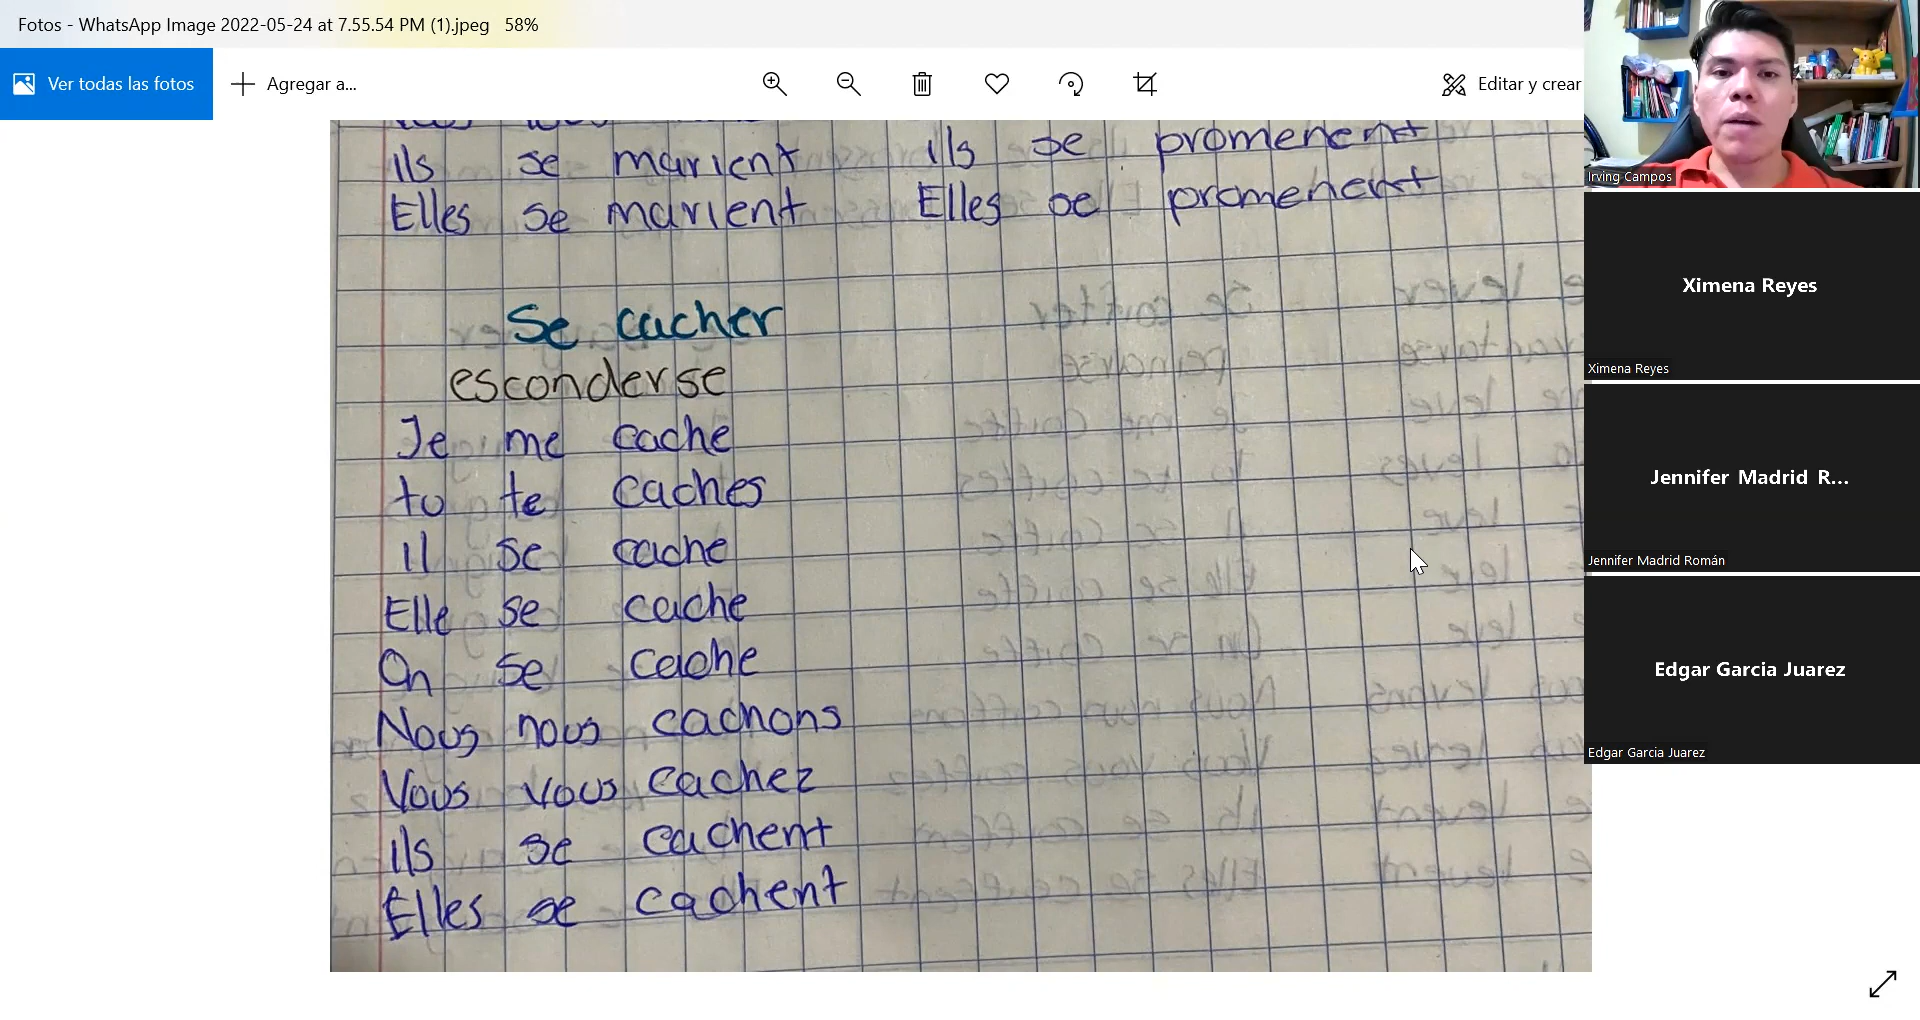 Fotos - WhatsApp Image 2022-05-24 at 7.55.54 PM (1).jpeg 58%
Ver todas las fotos
Agregar a...
Editar y crear
Ils se marient Ils se promenent
Elles se marient Elles se promenent
Se cacher
esconderse
Je me cache
tu te caches
Il se cache
Elle se cache
On se cache
Nous nous cachons
Vous vous cachez
ils se cachent
Elles se cachent
Irving Campos
Ximena Reyes
Ximena Reyes
Jennifer Madrid R...
Jennifer Madrid Román
Edgar Garcia Juarez
Edgar Garcia Juarez